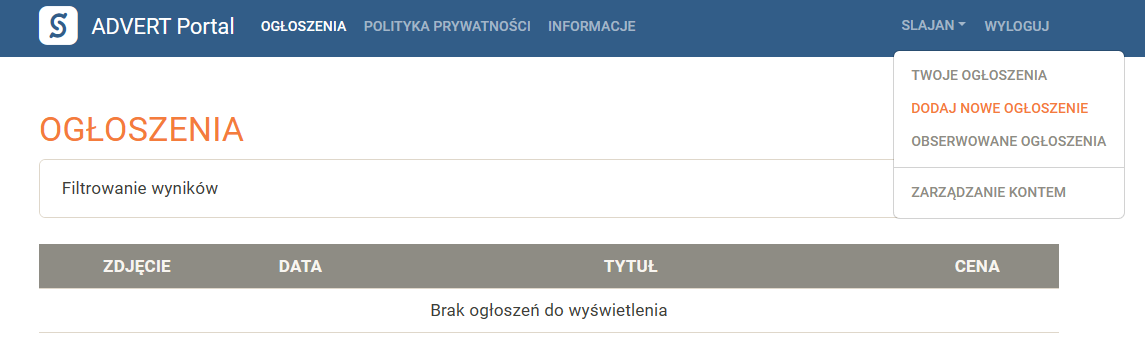 S ADVERT Portal OGŁOSZENIA POLITYKA PRYWATNOŚCI INFORMACJE SLAJAN WYLOGUJ
TWOJE OGŁOSZENIA
DODAJ NOWE OGŁOSZENIE
OBSERWOWANE OGŁOSZENIA
ZARZĄDZANIE KONTEM
OGŁOSZENIA
Filtrowanie wyników
ZDJĘCIE DATA TYTUŁ CENA
Brak ogłoszeń do wyświetlenia